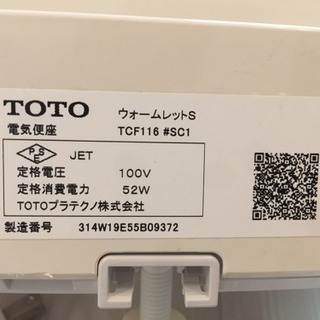 TOTO ウォームレットS
電気便座 TCF116 #SC1
PSE JET
定格電圧 100V
定格消費電力 52W
TOTOプラテクノ株式会社
製造番号 314W19E55B09372